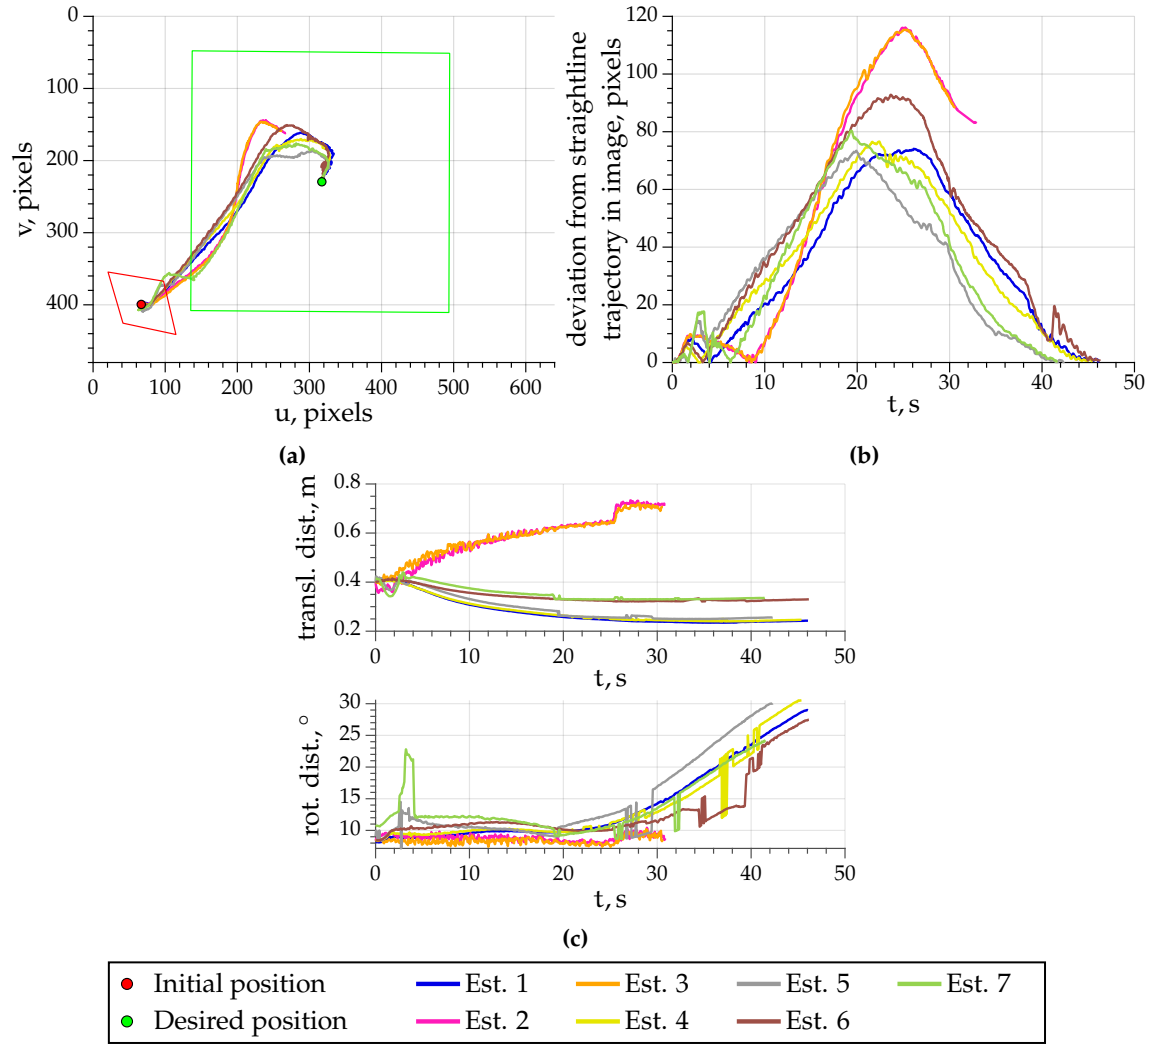 0
100
200
300
400
0 100 200 300 400 500 600
v, pixels
u, pixels
(a)
120
100
80
60
40
20
0
0 10 20 30 40 50
deviation from straightline
trajectory in image, pixels
t, s
(b)
0.8
0.6
0.4
0.2
0 10 20 30 40 50
transl. dist., m
t, s
30
25
20
15
10
0 10 20 30 40 50
rot. dist., °
t, s
(c)
Initial position Est. 1 Est. 3 Est. 5 Est. 7
Desired position Est. 2 Est. 4 Est. 6